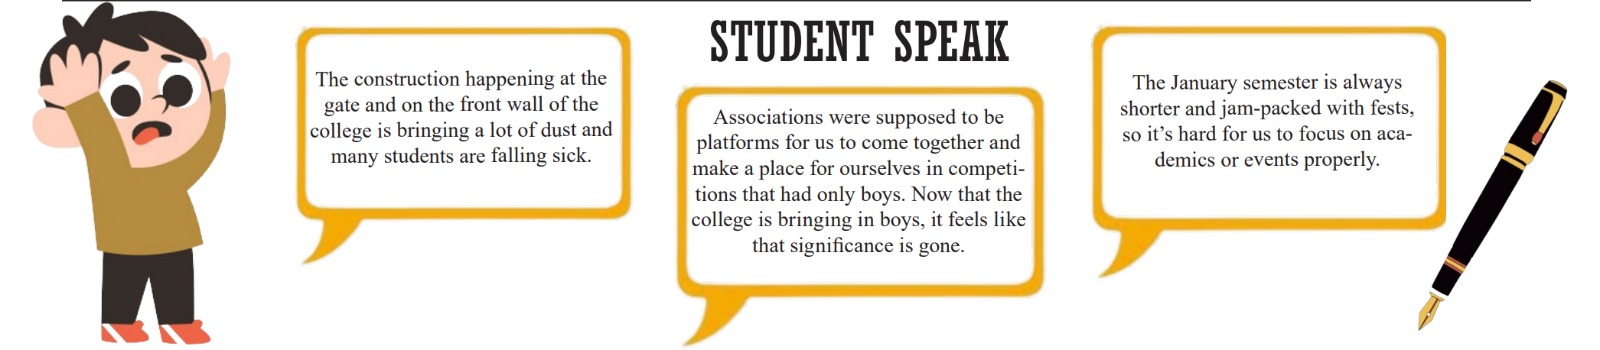 STUDENT SPEAK
The construction happening at the
gate and on the front wall of the
college is bringing a lot of dust and
many students are falling sick.
Associations were supposed to be
platforms for us to come together and
make a place for ourselves in competi-
tions that had only boys. Now that the
college is bringing in boys, it feels like
that significance is gone.
The January semester is always
shorter and jam-packed with fests,
so it’s hard for us to focus on aca-
demics or events properly.